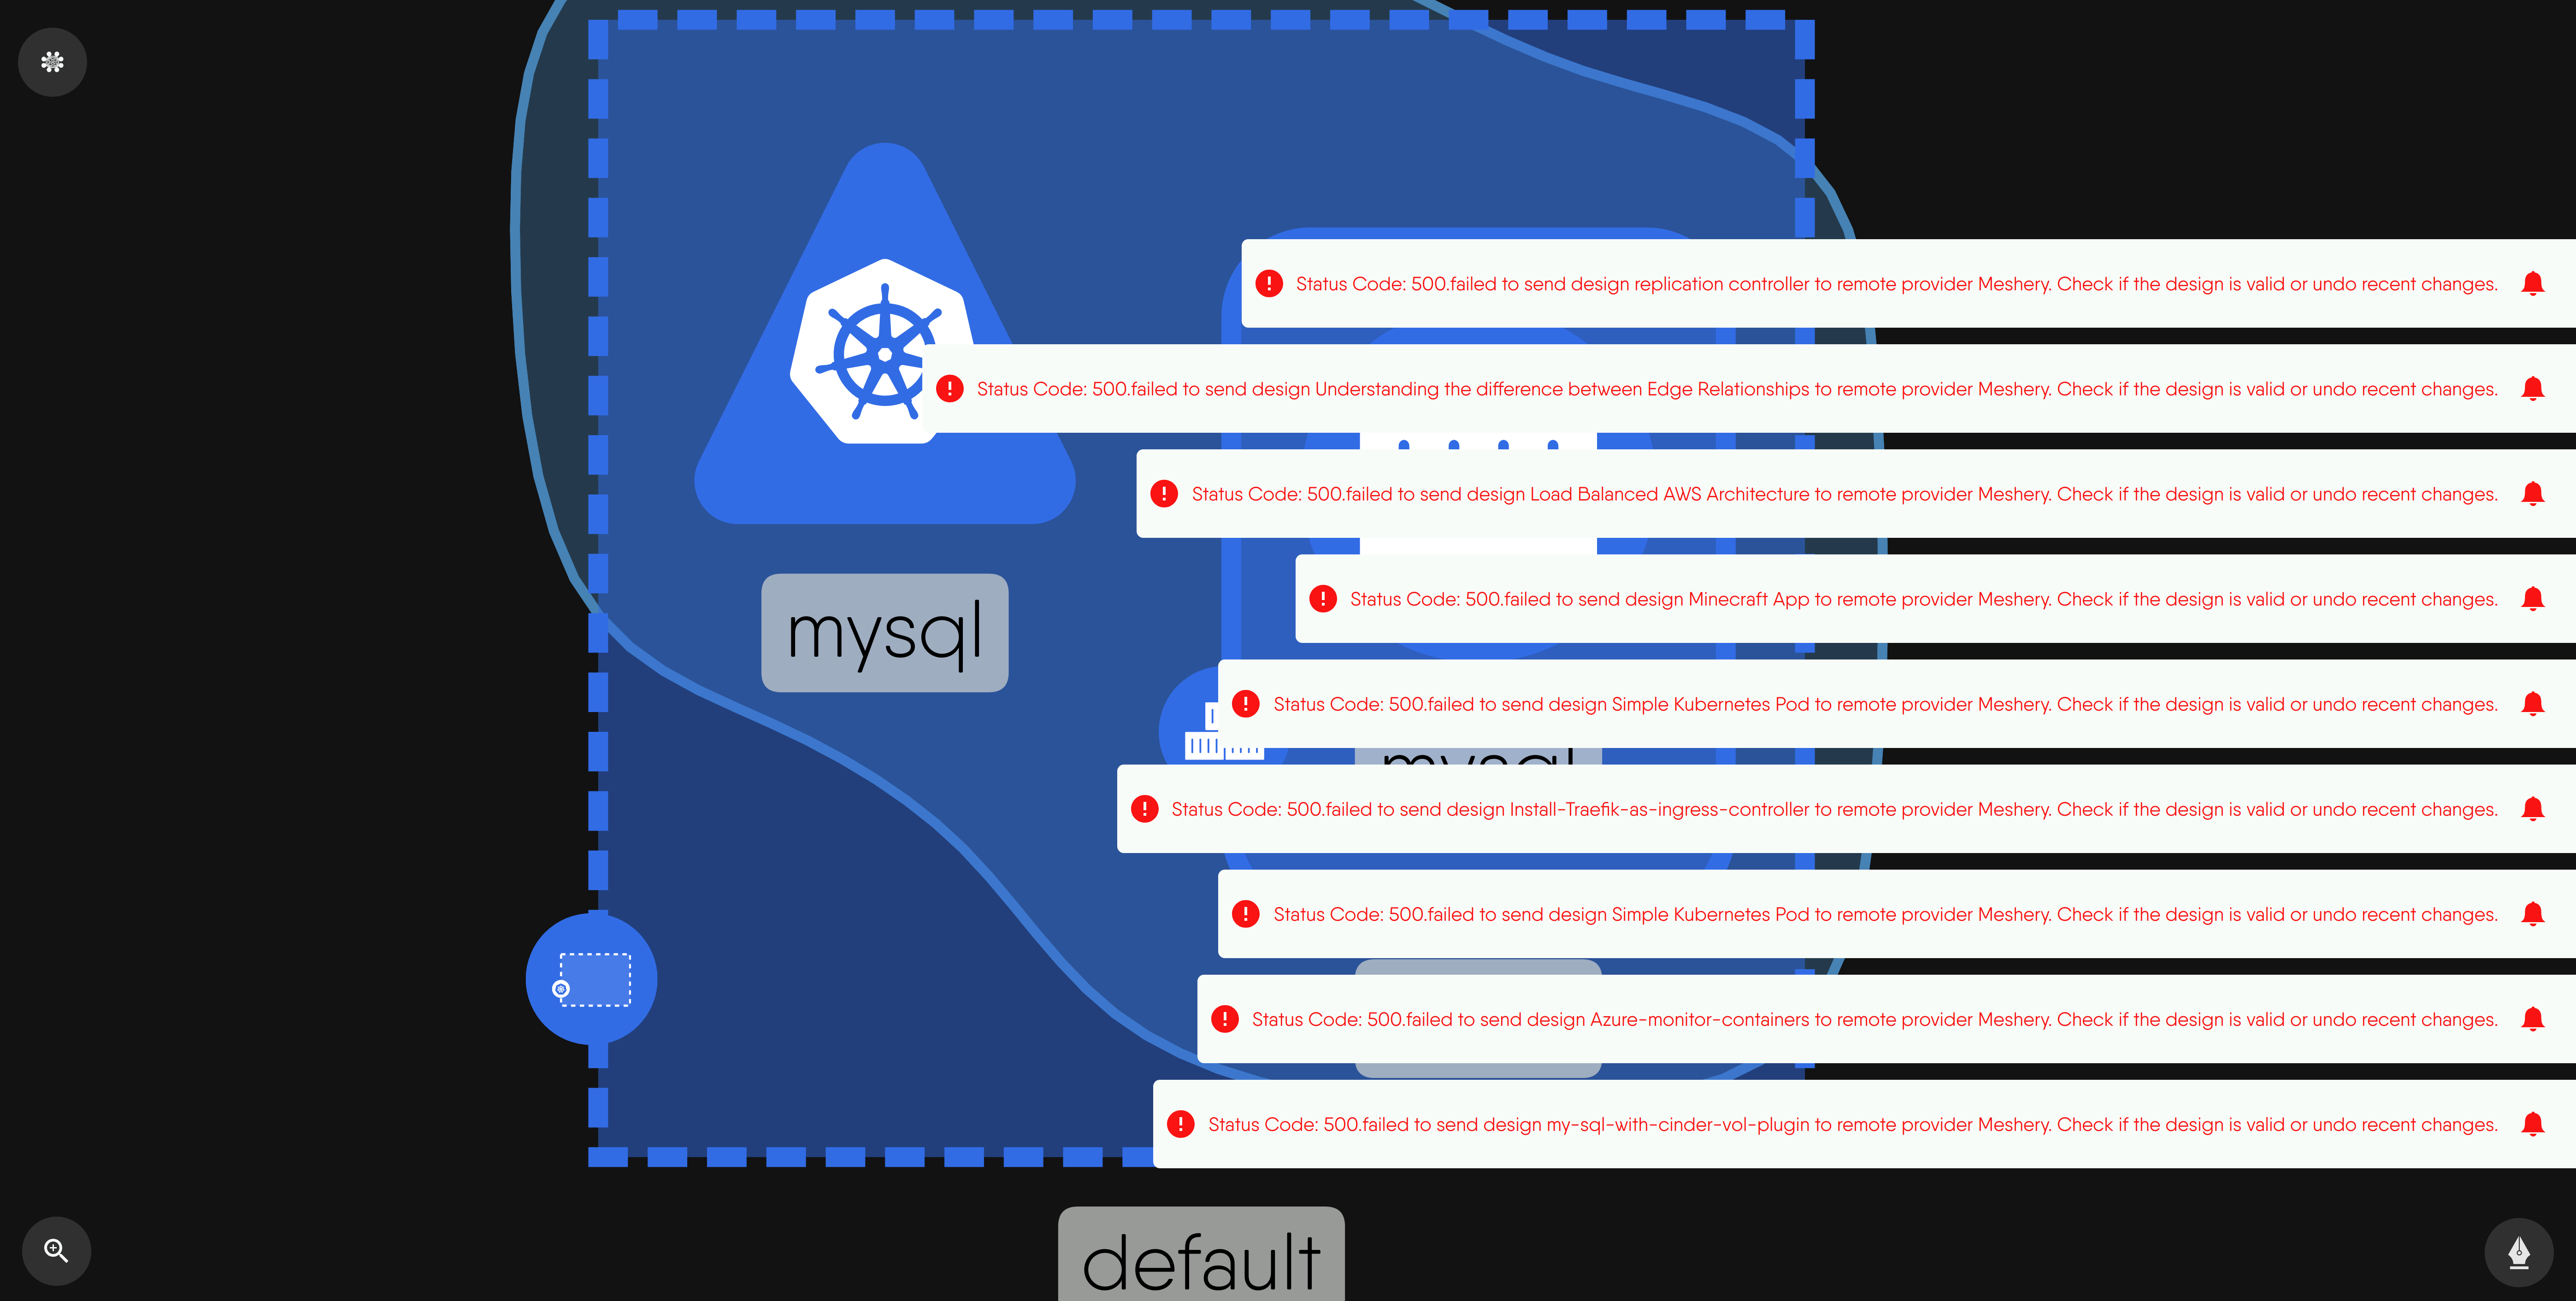 Status Code: 500.failed to send design replication controller to remote provider Meshery. Check if the design is valid or undo recent changes.
Status Code: 500.failed to send design Understanding the difference between Edge Relationships to remote provider Meshery. Check if the design is valid or undo recent changes.
Status Code: 500.failed to send design Load Balanced AWS Architecture to remote provider Meshery. Check if the design is valid or undo recent changes.
Status Code: 500.failed to send design Minecraft App to remote provider Meshery. Check if the design is valid or undo recent changes.
mysql
Status Code: 500.failed to send design Simple Kubernetes Pod to remote provider Meshery. Check if the design is valid or undo recent changes.
mysql
Status Code: 500.failed to send design Install-Traefik-as-ingress-controller to remote provider Meshery. Check if the design is valid or undo recent changes.
Status Code: 500.failed to send design Simple Kubernetes Pod to remote provider Meshery. Check if the design is valid or undo recent changes.
Status Code: 500.failed to send design Azure-monitor-containers to remote provider Meshery. Check if the design is valid or undo recent changes.
Status Code: 500.failed to send design my-sql-with-cinder-vol-plugin to remote provider Meshery. Check if the design is valid or undo recent changes.
default